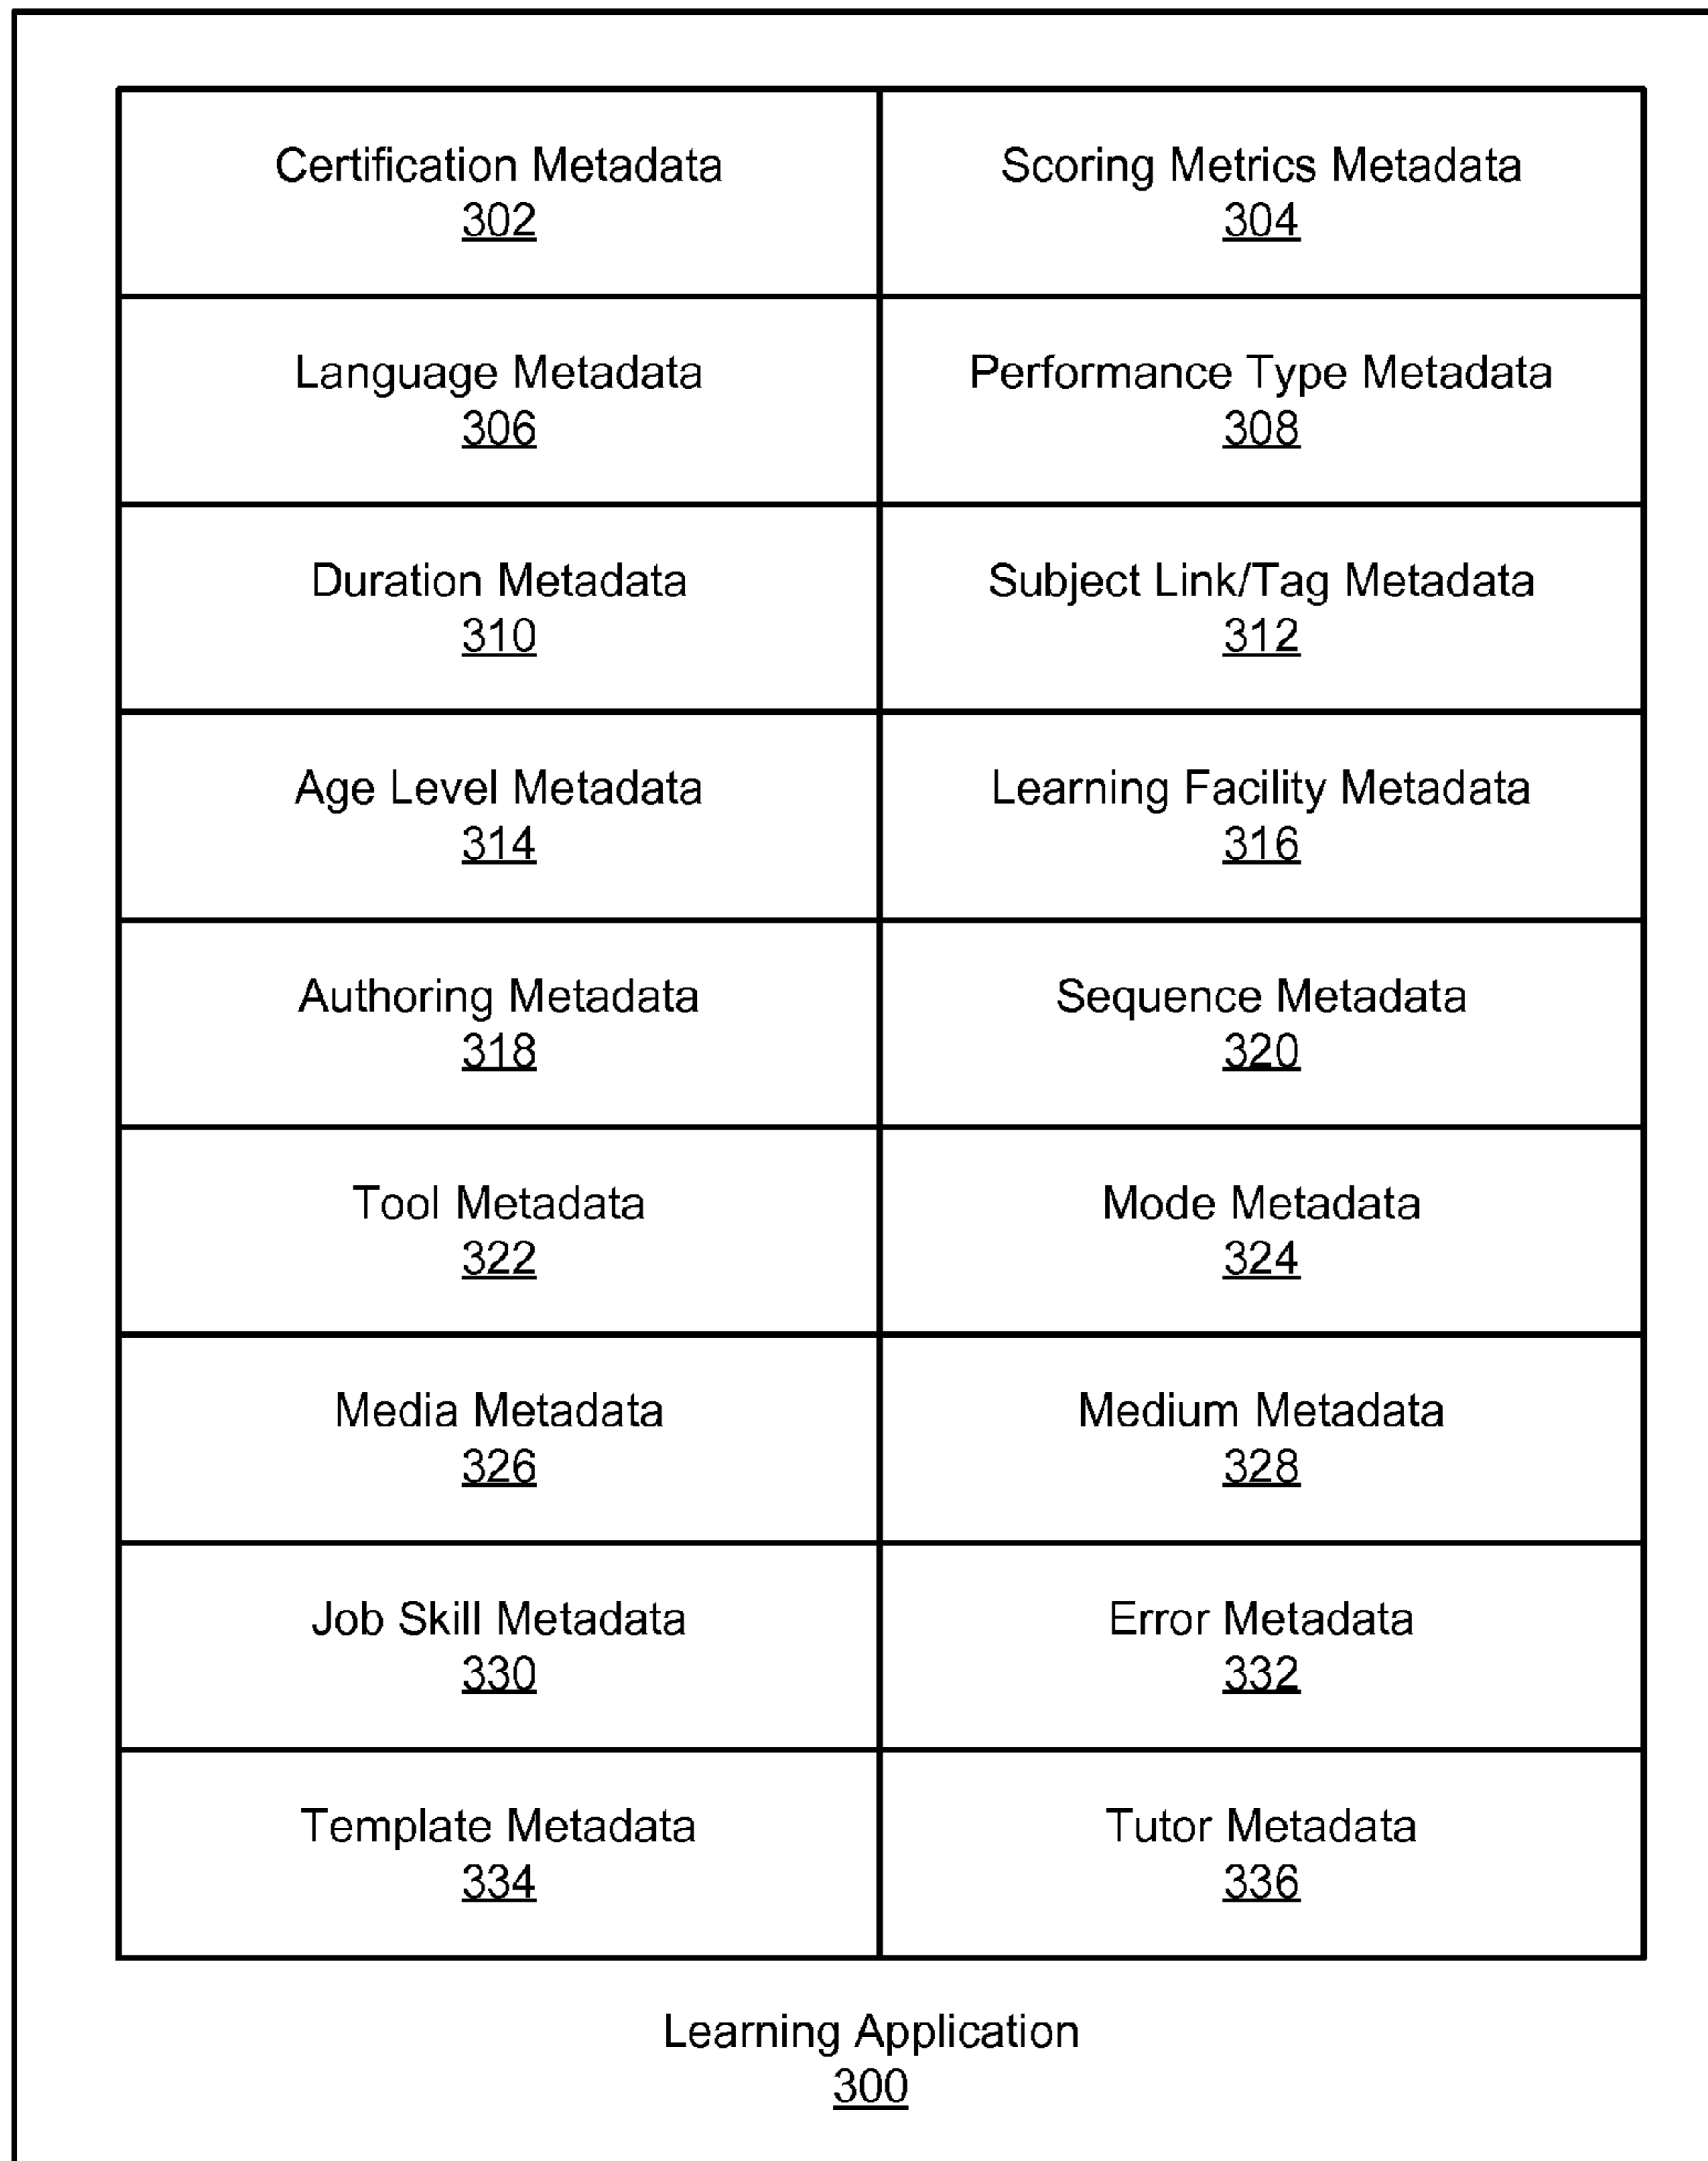 Certification Metadata
302
Scoring Metrics Metadata
304
Language Metadata
306
Performance Type Metadata
308
Duration Metadata
310
Subject Link/Tag Metadata
312
Age Level Metadata
314
Learning Facility Metadata
316
Authoring Metadata
318
Sequence Metadata
320
Tool Metadata
322
Mode Metadata
324
Media Metadata
326
Medium Metadata
328
Job Skill Metadata
330
Error Metadata
332
Template Metadata
334
Tutor Metadata
336
Learning Application
300